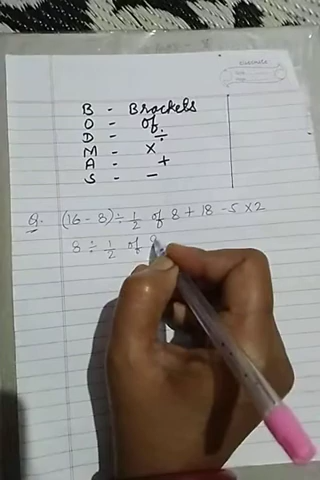 B - Brackets
O - Of
D - ÷
M - ×
A - +
S - -
Q. (16 - 8) ÷ 1/2 of 8 + 18 - 5 × 2
8 ÷ 1/2 of